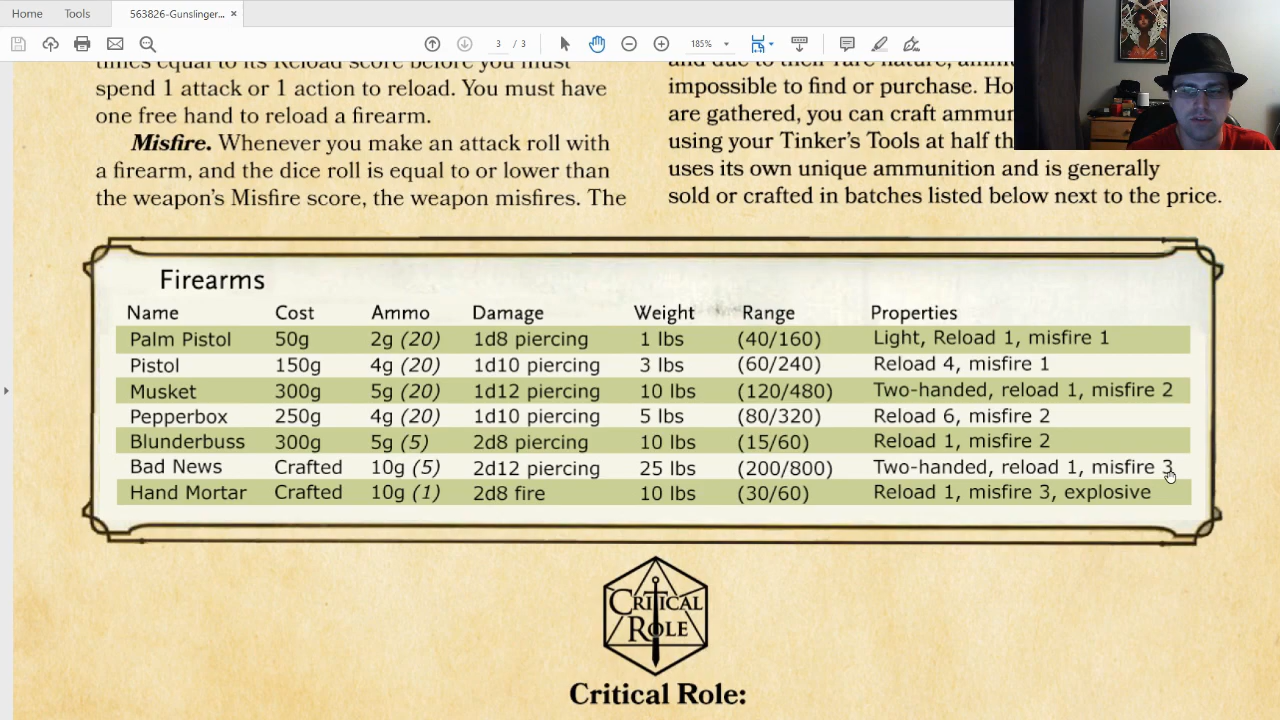 Home
Tools
563826-Gunslinger...
3 / 3
185%
times equal to its Reload score before you must
spend 1 attack or 1 action to reload. You must have
one free hand to reload a firearm.
Misfire. Whenever you make an attack roll with
a firearm, and the dice roll is equal to or lower than
the weapon's Misfire score, the weapon misfires. The
and due to their rare nature,
impossible to find or purchase.
are gathered, you can craft
using your Tinker's Tools at half
uses its own unique ammunition and is generally
sold or crafted in batches listed below next to the price.
Firearms
Name Cost Ammo Damage Weight Range Properties
Palm Pistol 50g 2g (20) 1d8 piercing 1 lbs (40/160) Light, Reload 1, misfire 1
Pistol 150g 4g (20) 1d10 piercing 3 lbs (60/240) Reload 4, misfire 1
Musket 300g 5g (20) 1d12 piercing 10 lbs (120/480) Two-handed, reload 1, misfire 2
Pepperbox 250g 4g (20) 1d10 piercing 5 lbs (80/320) Reload 6, misfire 2
Blunderbuss 300g 5g (5) 2d8 piercing 10 lbs (15/60) Reload 1, misfire 2
Bad News Crafted 10g (5) 2d12 piercing 25 lbs (200/800) Two-handed, reload 1, misfire 3
Hand Mortar Crafted 10g (1) 2d8 fire 10 lbs (30/60) Reload 1, misfire 3, explosive
CRITICAL
ROLE
Critical Role: